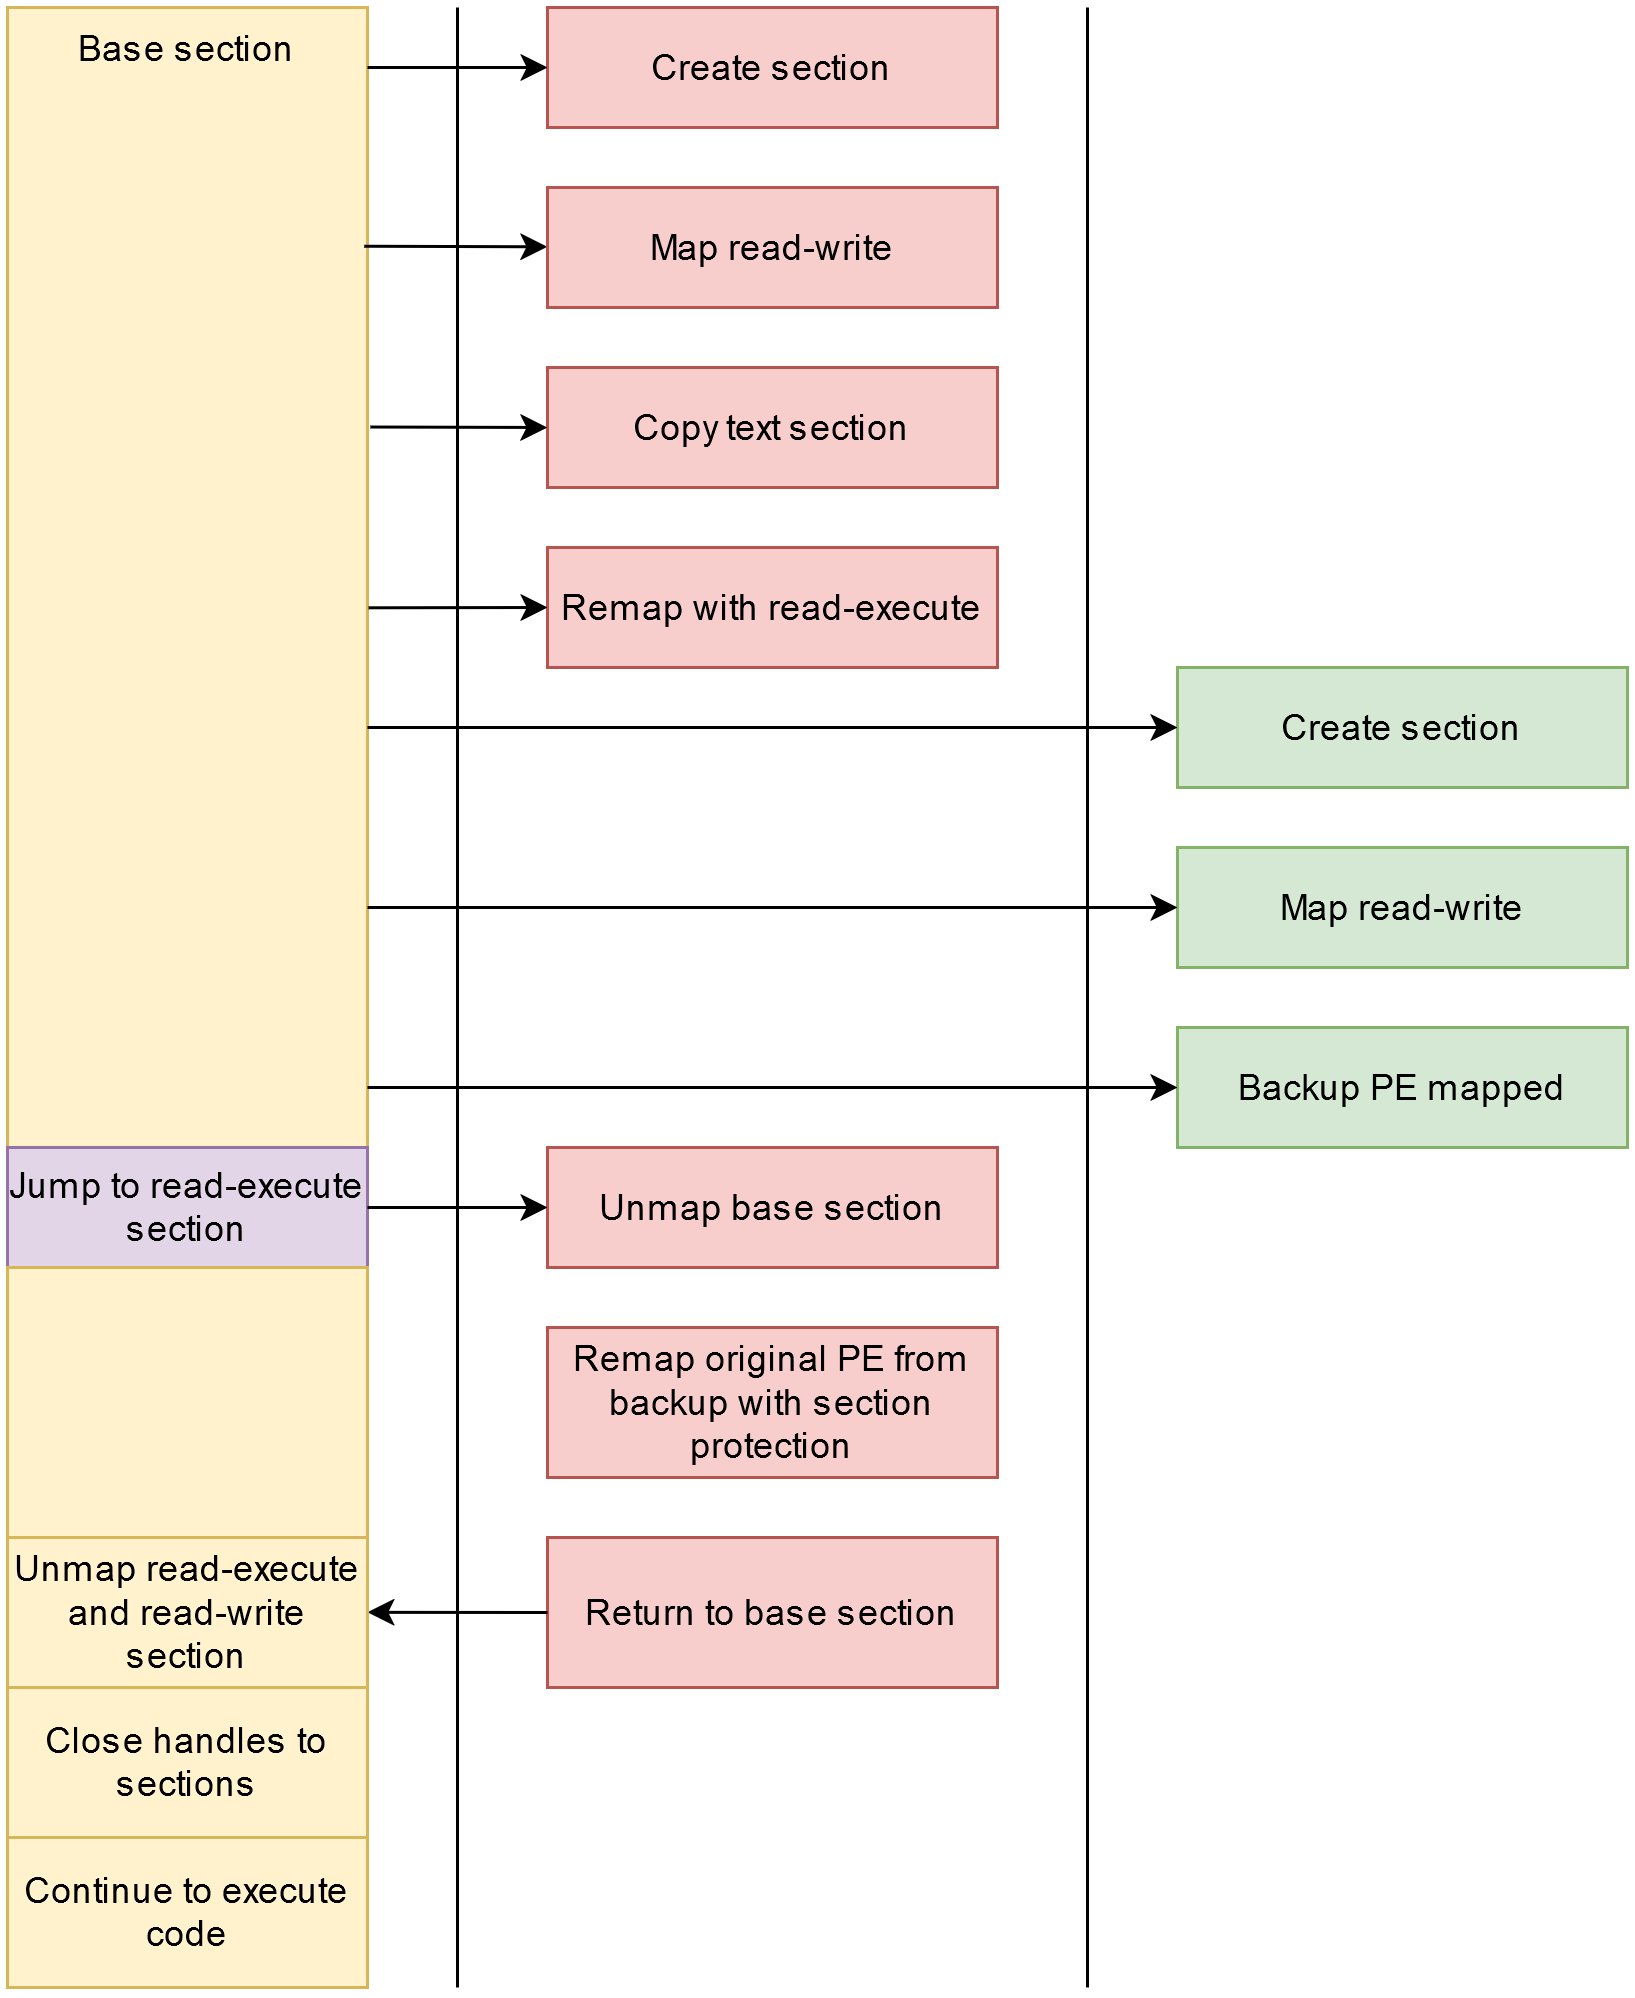 Base section
Create section
Map read-write
Copy text section
Remap with read-execute
Create section
Map read-write
Backup PE mapped
Jump to read-execute
section
Unmap base section
Remap original PE from
backup with section
protection
Unmap read-execute
and read-write
section
Return to base section
Close handles to
sections
Continue to execute
code